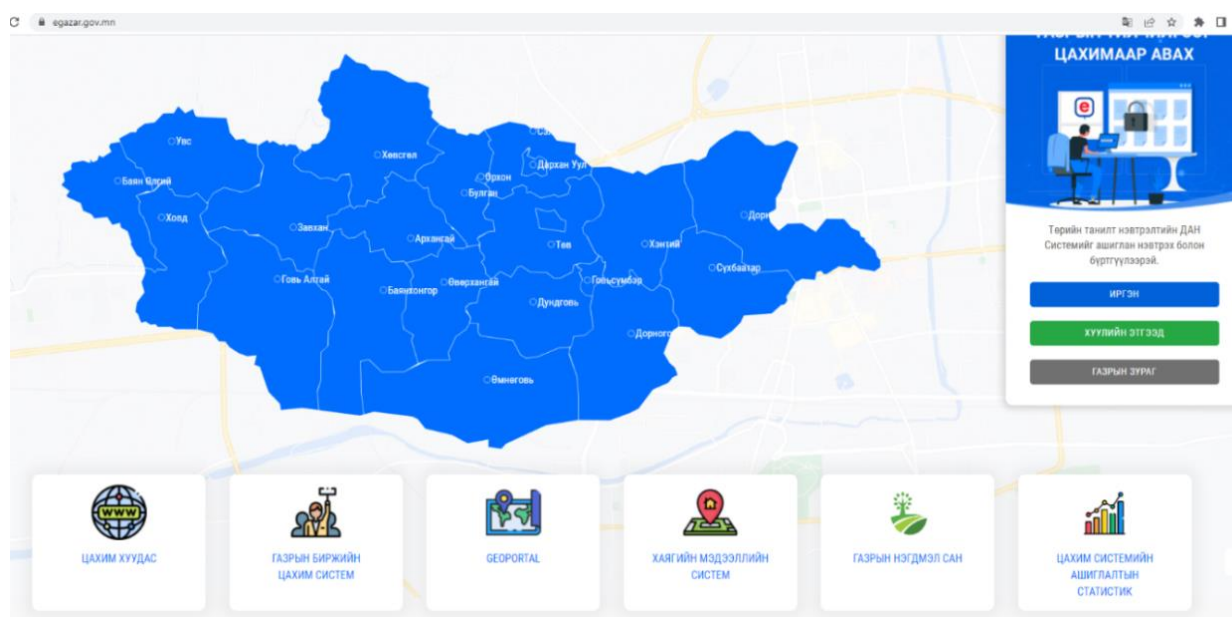 egazar.gov.mn
ЦАХИМААР АВАХ
Увс
Хөвсгөл
Дархан Уул
Орхон
Баян Өлгий
Булган
Ховд
Завхан
Архангай
Төв
Хэнтий
Сүхбаатар
Говь Алтай
Баянхонгор
Өвөрхангай
Говьсүмбэр
Дундговь
Дорного
Өмнөговь
Төрийн танилт нэвтрэлтийн ДАН
Системийг ашиглан нэвтрэх болон
бүртгүүлээрэй.
ИРГЭН
ХУУЛИЙН ЭТГЭЭД
ГАЗРЫН ЗУРАГ
www
ЦАХИМ ХУУДАС
ГАЗРЫН БИРЖИЙН
ЦАХИМ СИСТЕМ
GEOPORTAL
ХАЯГИЙН МЭДЭЭЛЛИЙН
СИСТЕМ
ГАЗРЫН НЭГДМЭЛ САН
ЦАХИМ СИСТЕМИЙН
АШИГЛАЛТЫН
СТАТИСТИК